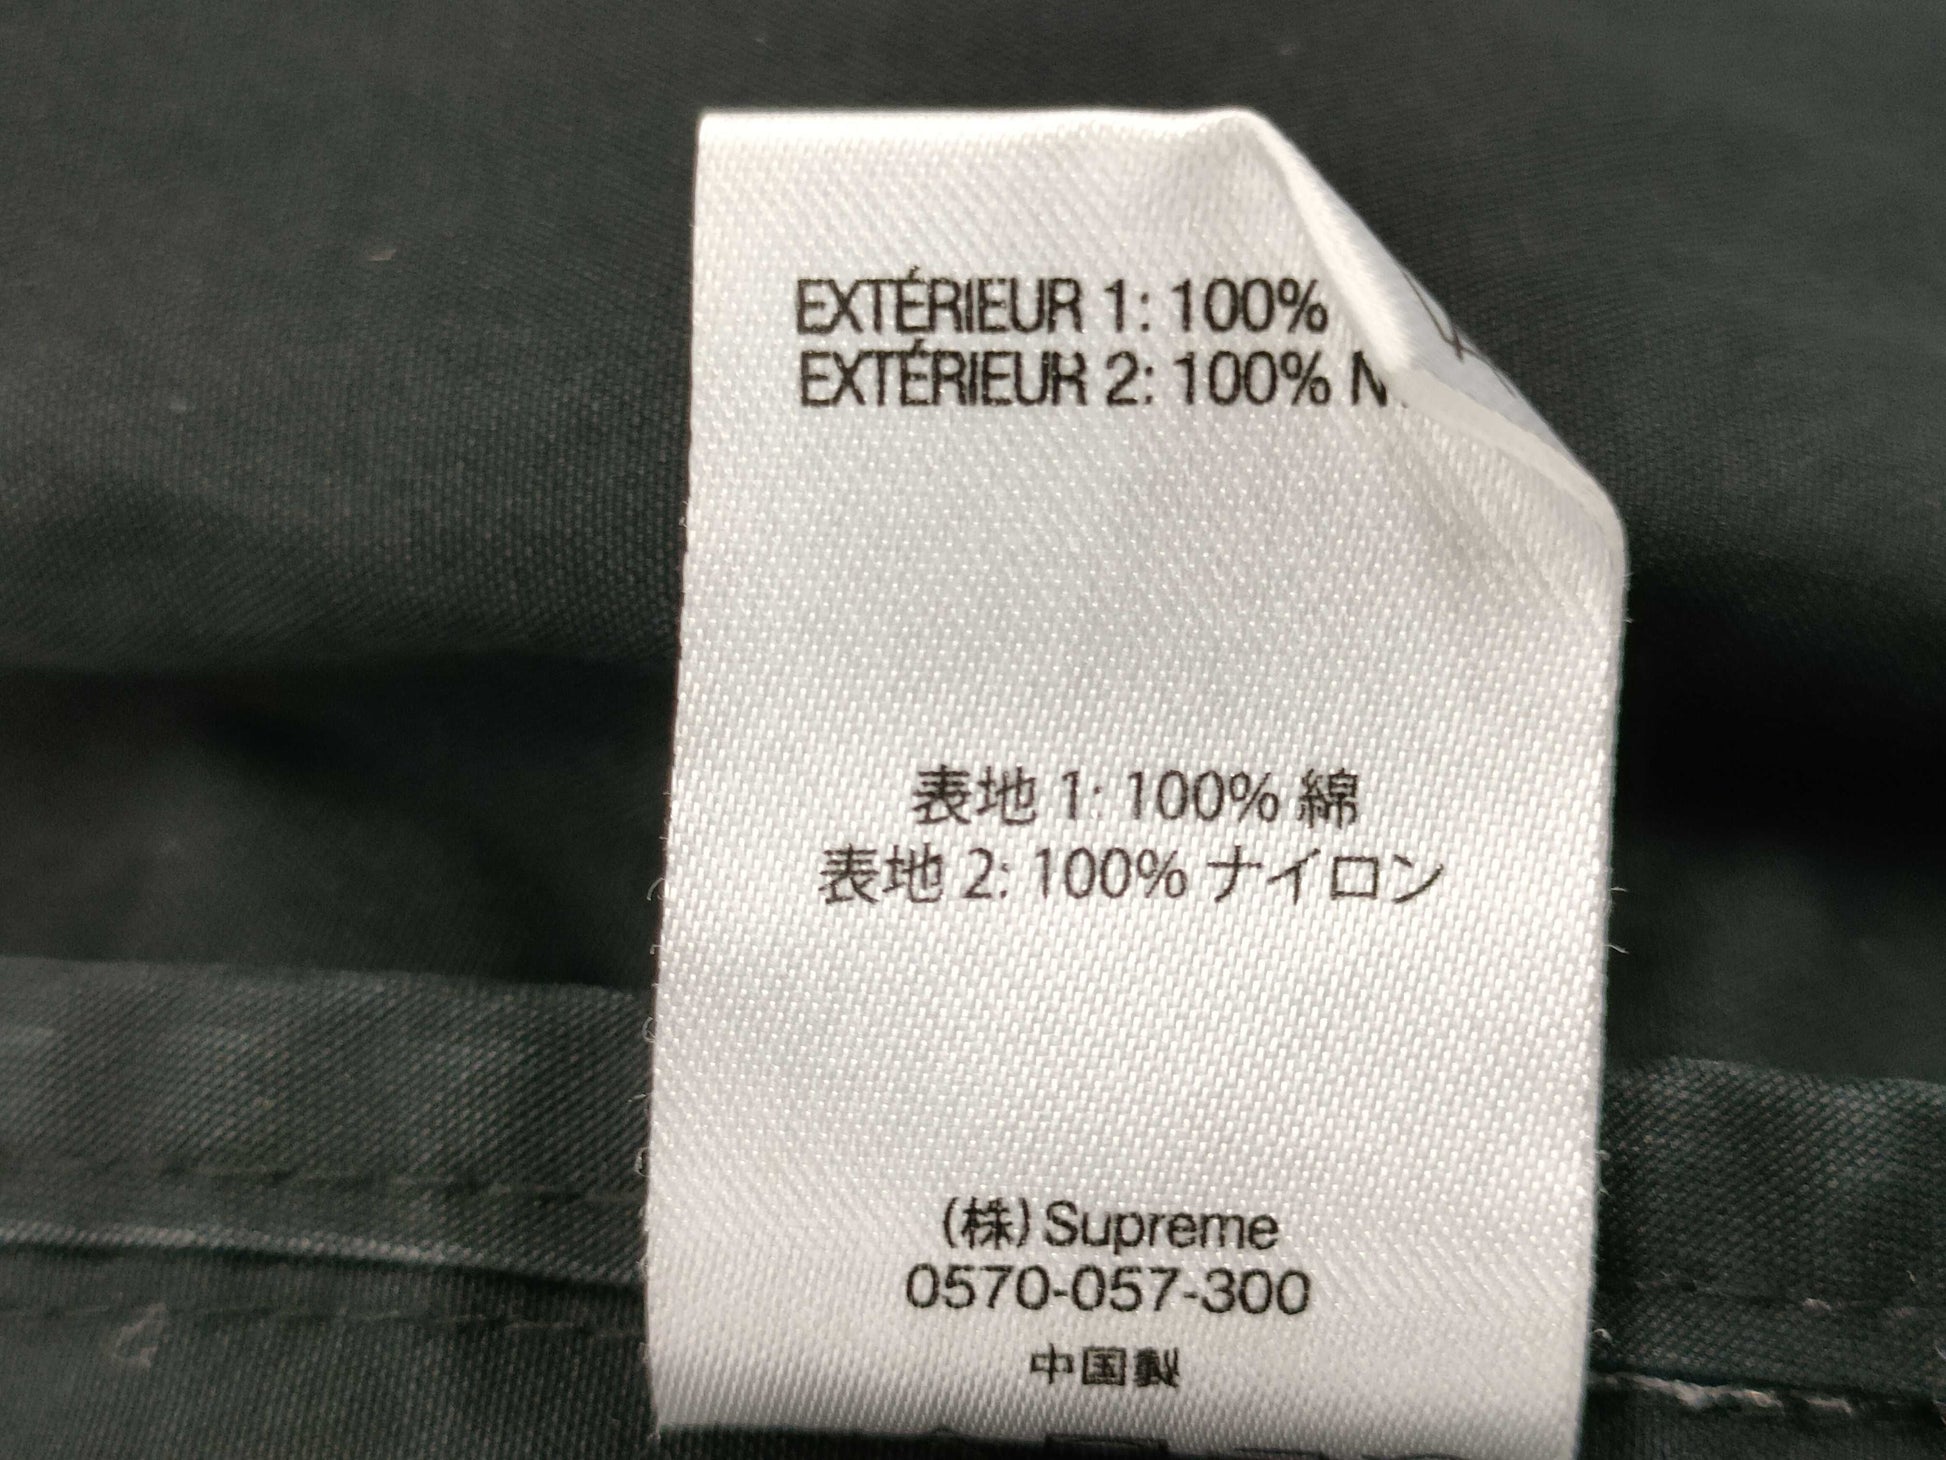 EXTÉRIEUR 1: 100%
EXTÉRIEUR 2: 100%
表地 1: 100% 綿
表地 2: 100% ナイロン
(株) Supreme
0570-057-300
中国製